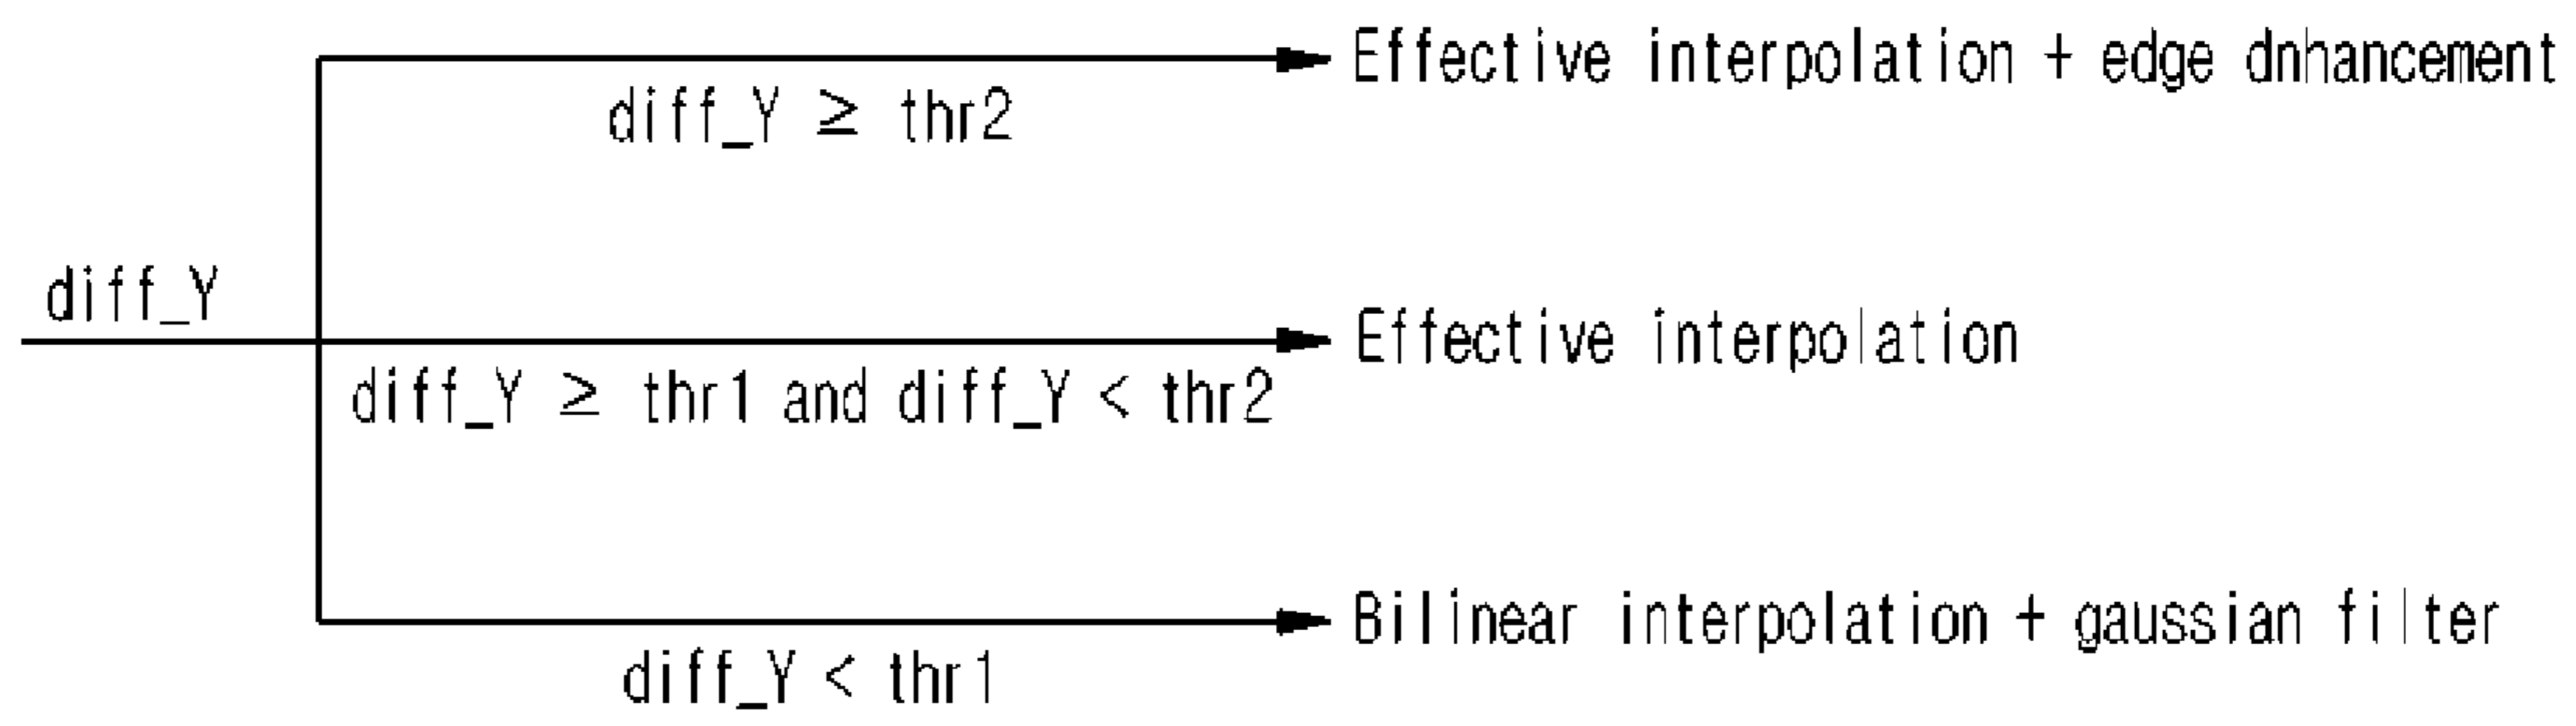 Effective interpolation + edge dnhancement
diff_Y ≥ thr2
diff_Y
Effective interpolation
diff_Y ≥ thr1 and diff_Y < thr2
Bilinear interpolation + gaussian filter
diff_Y < thr1